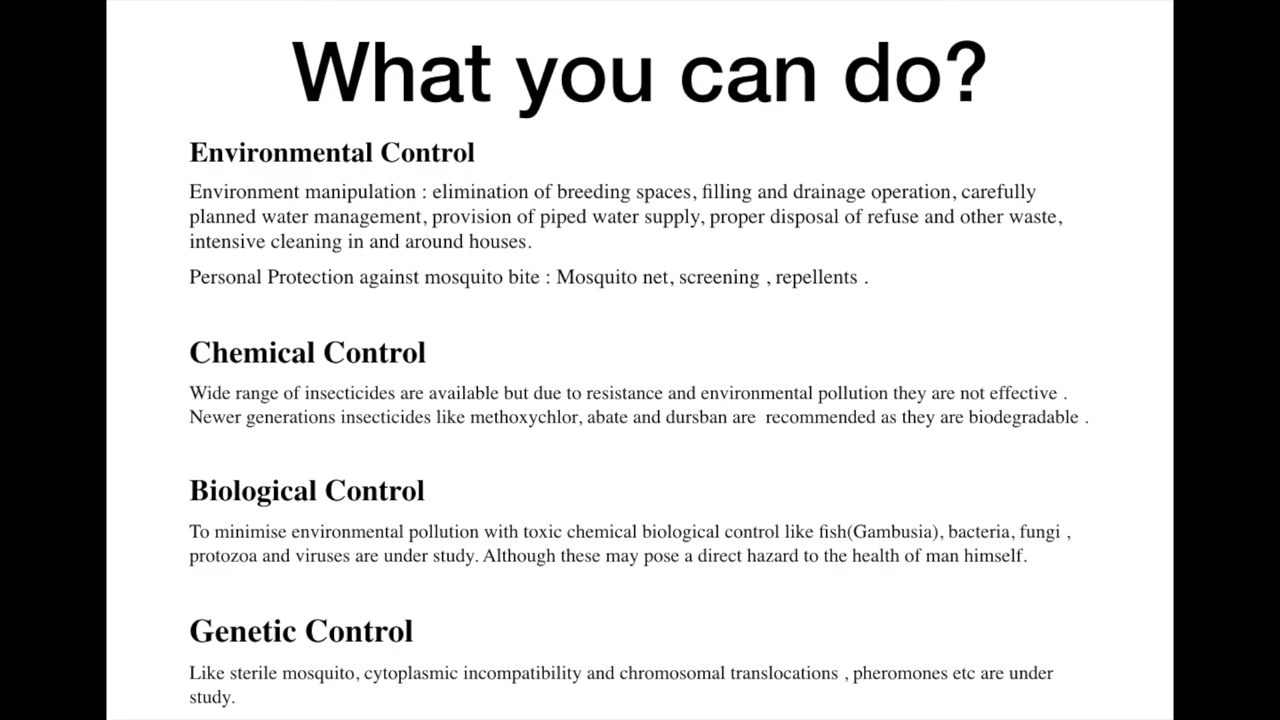 What you can do?
Environmental Control
Environment manipulation : elimination of breeding spaces, filling and drainage operation, carefully
planned water management, provision of piped water supply, proper disposal of refuse and other waste,
intensive cleaning in and around houses.
Personal Protection against mosquito bite : Mosquito net, screening , repellents .
Chemical Control
Wide range of insecticides are available but due to resistance and environmental pollution they are not effective .
Newer generations insecticides like methoxychlor, abate and dursban are  recommended as they are biodegradable .
Biological Control
To minimise environmental pollution with toxic chemical biological control like fish(Gambusia), bacteria, fungi ,
protozoa and viruses are under study. Although these may pose a direct hazard to the health of man himself.
Genetic Control
Like sterile mosquito, cytoplasmic incompatibility and chromosomal translocations , pheromones etc are under
study.